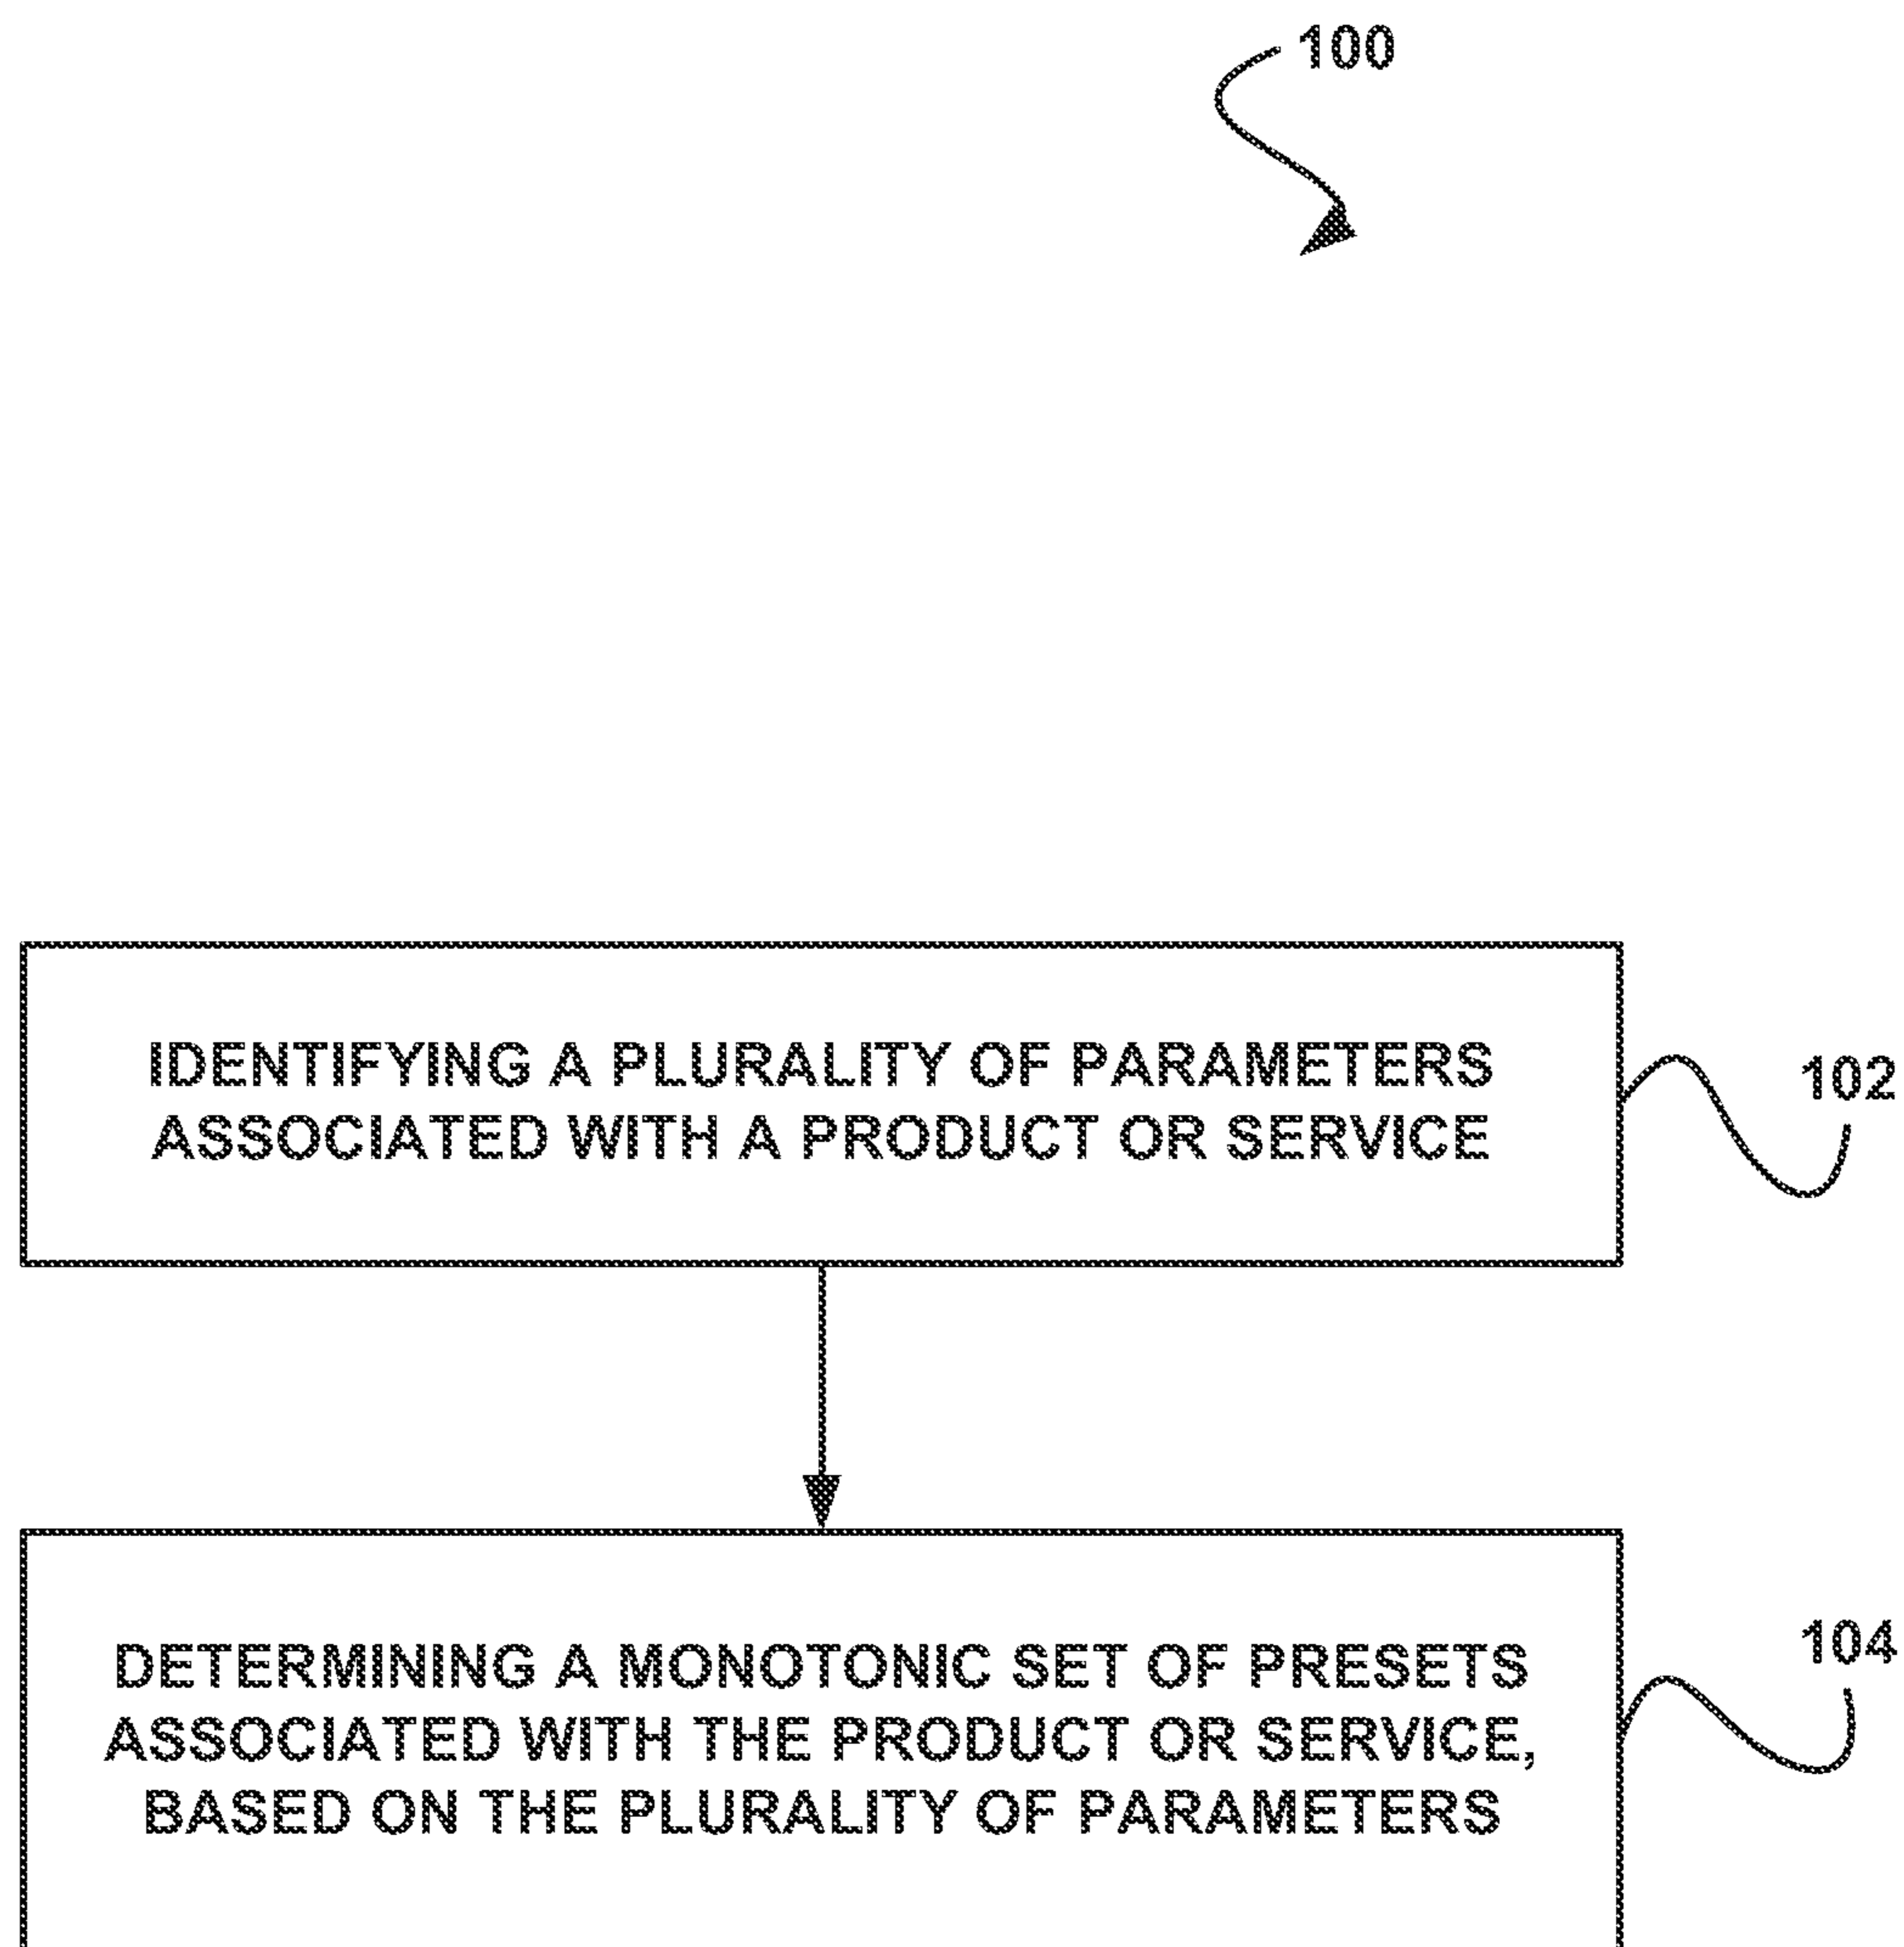 100
IDENTIFYING A PLURALITY OF PARAMETERS
ASSOCIATED WITH A PRODUCT OR SERVICE
102
DETERMINING A MONOTONIC SET OF PRESETS
ASSOCIATED WITH THE PRODUCT OR SERVICE,
BASED ON THE PLURALITY OF PARAMETERS
104